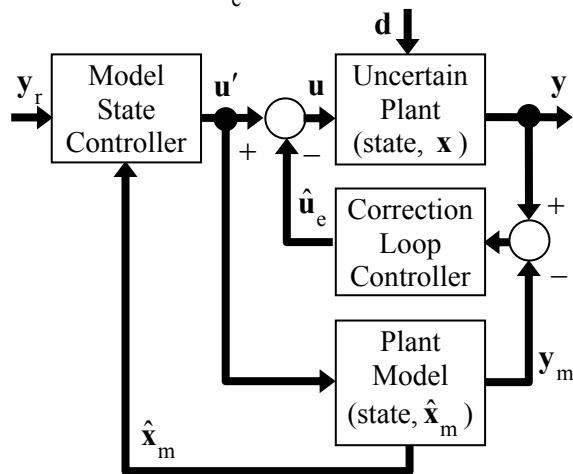 e
d
y_r
Model
State
Controller
u′
+
−
u
Uncertain
Plant
(state, x)
y
û_e
Correction
Loop
Controller
+
−
Plant
Model
(state, x̂_m)
y_m
x̂_m